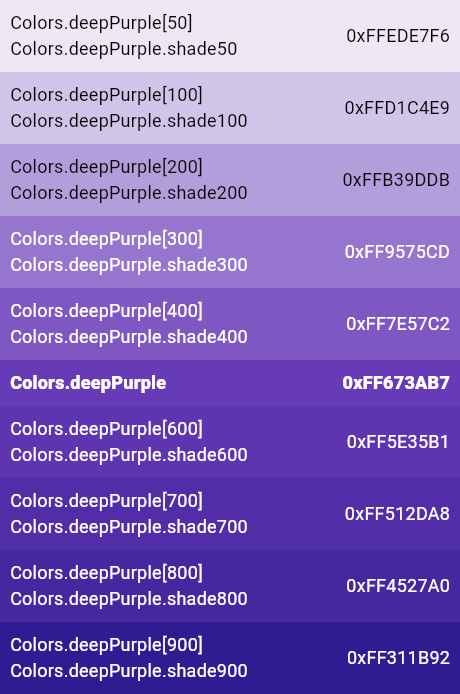 Colors.deepPurple[50]
Colors.deepPurple.shade50
0xFFEDE7F6
Colors.deepPurple[100]
Colors.deepPurple.shade100
0xFFD1C4E9
Colors.deepPurple[200]
Colors.deepPurple.shade200
0xFFB39DDB
Colors.deepPurple[300]
Colors.deepPurple.shade300
0xFF9575CD
Colors.deepPurple[400]
Colors.deepPurple.shade400
0xFF7E57C2
Colors.deepPurple
0xFF673AB7
Colors.deepPurple[600]
Colors.deepPurple.shade600
0xFF5E35B1
Colors.deepPurple[700]
Colors.deepPurple.shade700
0xFF512DA8
Colors.deepPurple[800]
Colors.deepPurple.shade800
0xFF4527A0
Colors.deepPurple[900]
Colors.deepPurple.shade900
0xFF311B92